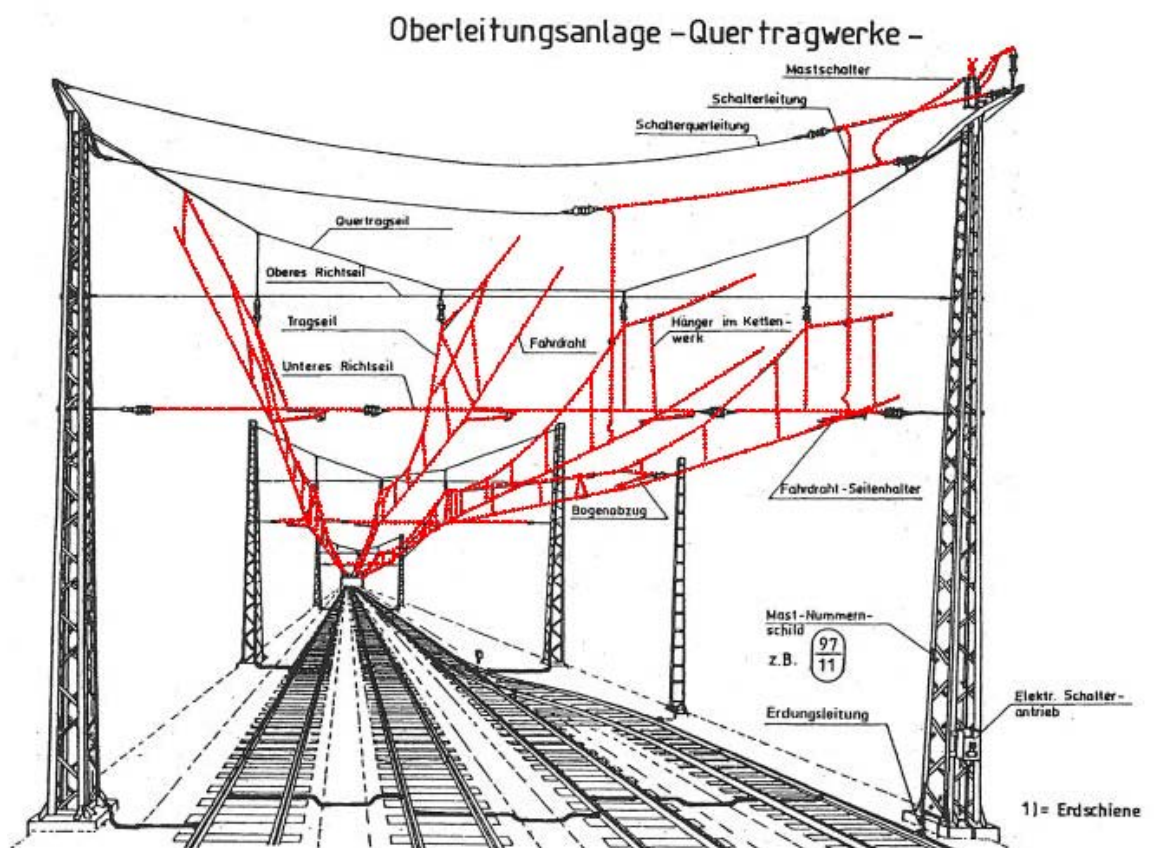 Oberleitungsanlage -Quertragwerke-
Mastschalter
Schalterleitung
Schalterquerleitung
Quertragseil
Oberes Richtseil
Tragseil
Fahrdraht
Hänger im Ketten-
werk
Unteres Richtseil
Fahrdraht-Seitenhalter
Bogenabzug
Mast-Nummern-
schild
z.B. 97
11
Elektr. Schalter-
antrieb
Erdungsleitung
1)= Erdschiene